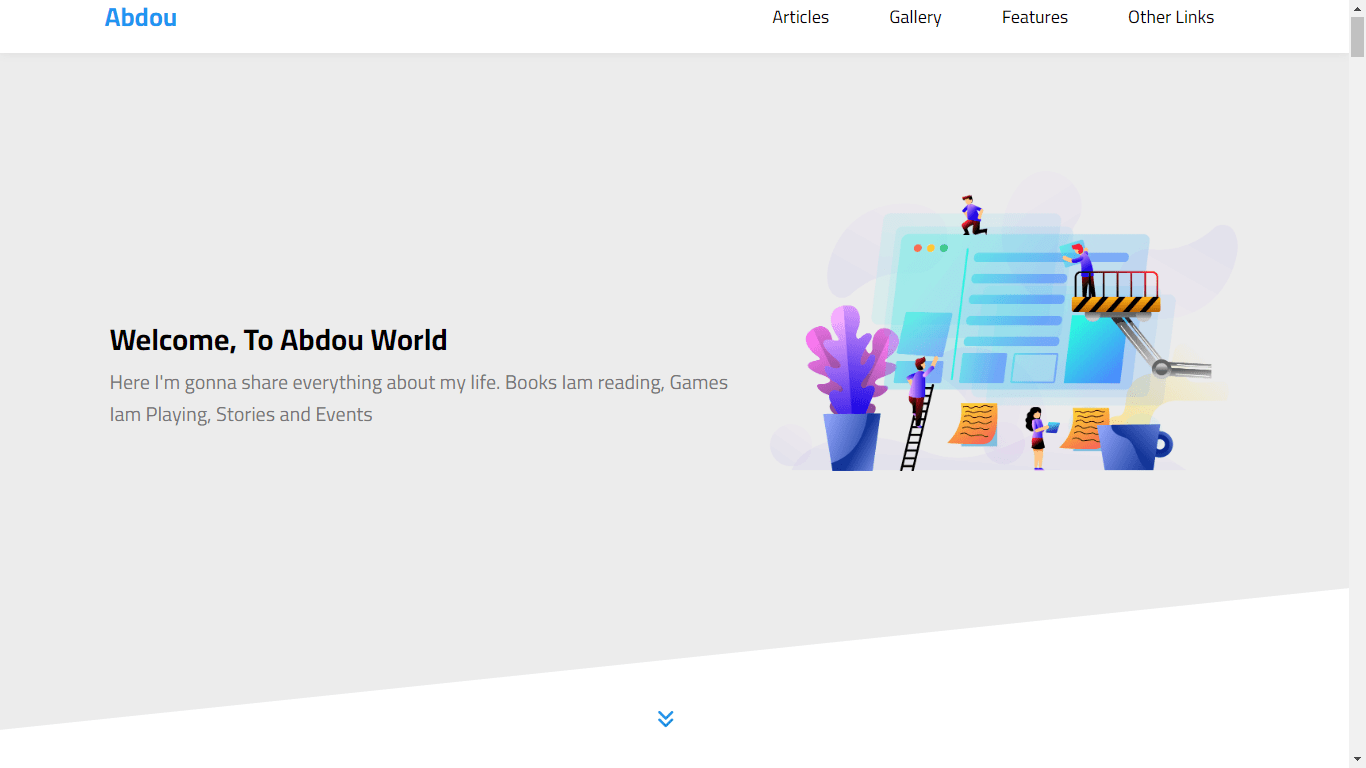 Abdou
Articles
Gallery
Features
Other Links
Welcome, To Abdou World
Here I'm gonna share everything about my life. Books Iam reading, Games
Iam Playing, Stories and Events